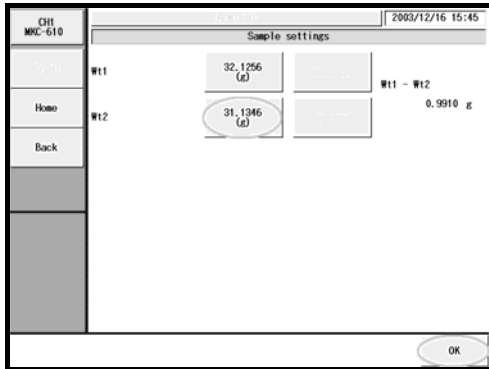 CH1
MKC-610
2003/12/16 15:45
Sample settings
Wt1
32.1256
(g)
Wt1 - Wt2
Home
Wt2
31.1346
(g)
0.9910 g
Back
OK